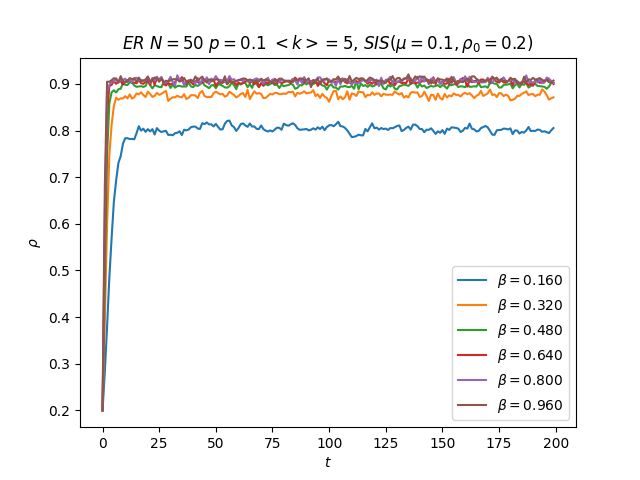 ER N = 50 p = 0.1 < k >= 5, SIS(μ = 0.1, ρ₀ = 0.2)
0.9
0.8
0.7
0.6
0.5
0.4
0.3
0.2
ρ
0 25 50 75 100 125 150 175 200
t
β = 0.160
β = 0.320
β = 0.480
β = 0.640
β = 0.800
β = 0.960